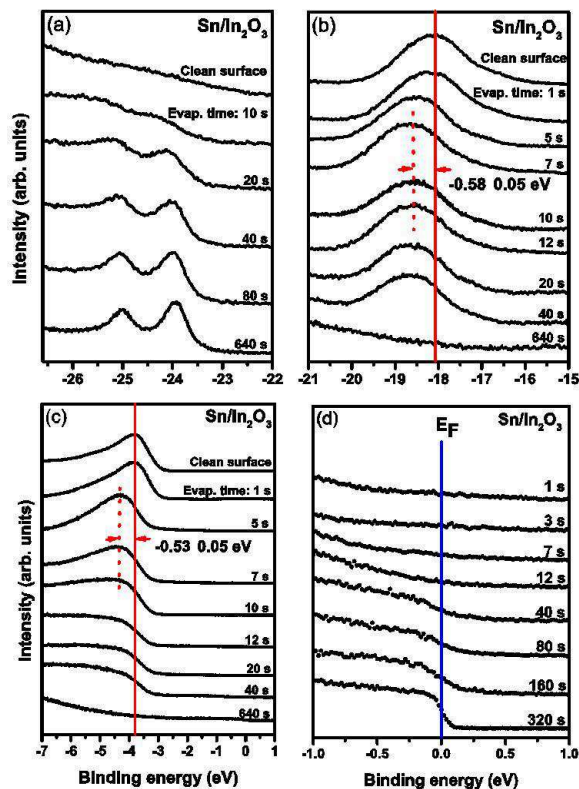 (a) Sn/In₂O₃
Clean surface
Evap. time: 10 s
20 s
40 s
80 s
640 s
-26 -25 -24 -23 -22
(b) Sn/In₂O₃
Clean surface
Evap. time: 1 s
5 s
7 s
-0.58 0.05 eV
10 s
12 s
20 s
40 s
640 s
-21 -20 -19 -18 -17 -16 -15
Intensity (arb. units)
(c) Sn/In₂O₃
Clean surface
Evap. time: 1 s
5 s
-0.53 0.05 eV
7 s
10 s
12 s
20 s
40 s
640 s
-7 -6 -5 -4 -3 -2 -1 0 1
Binding energy (eV)
Intensity (arb. units)
(d) E_F Sn/In₂O₃
1 s
3 s
7 s
12 s
40 s
80 s
160 s
320 s
-1.0 -0.5 0.0 0.5 1.0
Binding energy (eV)